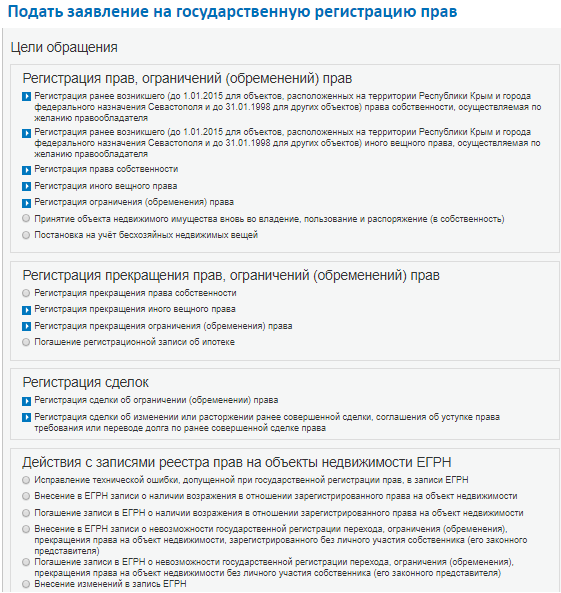 Подать заявление на государственную регистрацию прав
Цели обращения
Регистрация прав, ограничений (обременений) прав
Регистрация ранее возникшего (до 1.01.2015 для объектов, расположенных на территории Республики Крым и города
федерального назначения Севастополя и до 31.01.1998 для других объектов) права собственности, осуществляемая по
желанию правообладателя
Регистрация ранее возникшего (до 1.01.2015 для объектов, расположенных на территории Республики Крым и города
федерального значения Севастополя и до 31.01.1998 для других объектов) иного вещного права, осуществляемая по
желанию правообладателя
Регистрация права собственности
Регистрация иного вещного права
Регистрация ограничения (обременения) права
Принятие объекта недвижимого имущества вновь во владение, пользование и распоряжение (в собственность)
Постановка на учёт бесхозяйных недвижимых вещей
Регистрация прекращения прав, ограничений (обременений) прав
Регистрация прекращения права собственности
Регистрация прекращения иного вещного права
Регистрация прекращения ограничения (обременения) права
Погашение регистрационной записи об ипотеке
Регистрация сделок
Регистрация сделки об ограничении (обременении) права
Регистрация сделки об изменении или расторжении ранее совершенной сделки, соглашения об уступке права
требования или переводе долга по ранее совершенной сделке права
Действия с записями реестра прав на объекты недвижимости ЕГРН
Исправление технической ошибки, допущенной при государственной регистрации прав, в записи ЕГРН
Внесение в ЕГРН записи о наличии возражения в отношении зарегистрированного права на объект недвижимости
Погашение записи в ЕГРН о наличии возражения в отношении зарегистрированного права на объект недвижимости
Внесение в ЕГРН записи о невозможности государственной регистрации перехода, ограничения (обременения),
прекращения права на объект недвижимости, зарегистрированного без личного участия собственника (его законного
представителя)
Погашение записи в ЕГРН о невозможности государственной регистрации перехода, ограничения (обременения),
прекращения права на объект недвижимости без личного участия собственника (его законного представителя)
Внесение изменений в запись ЕГРН